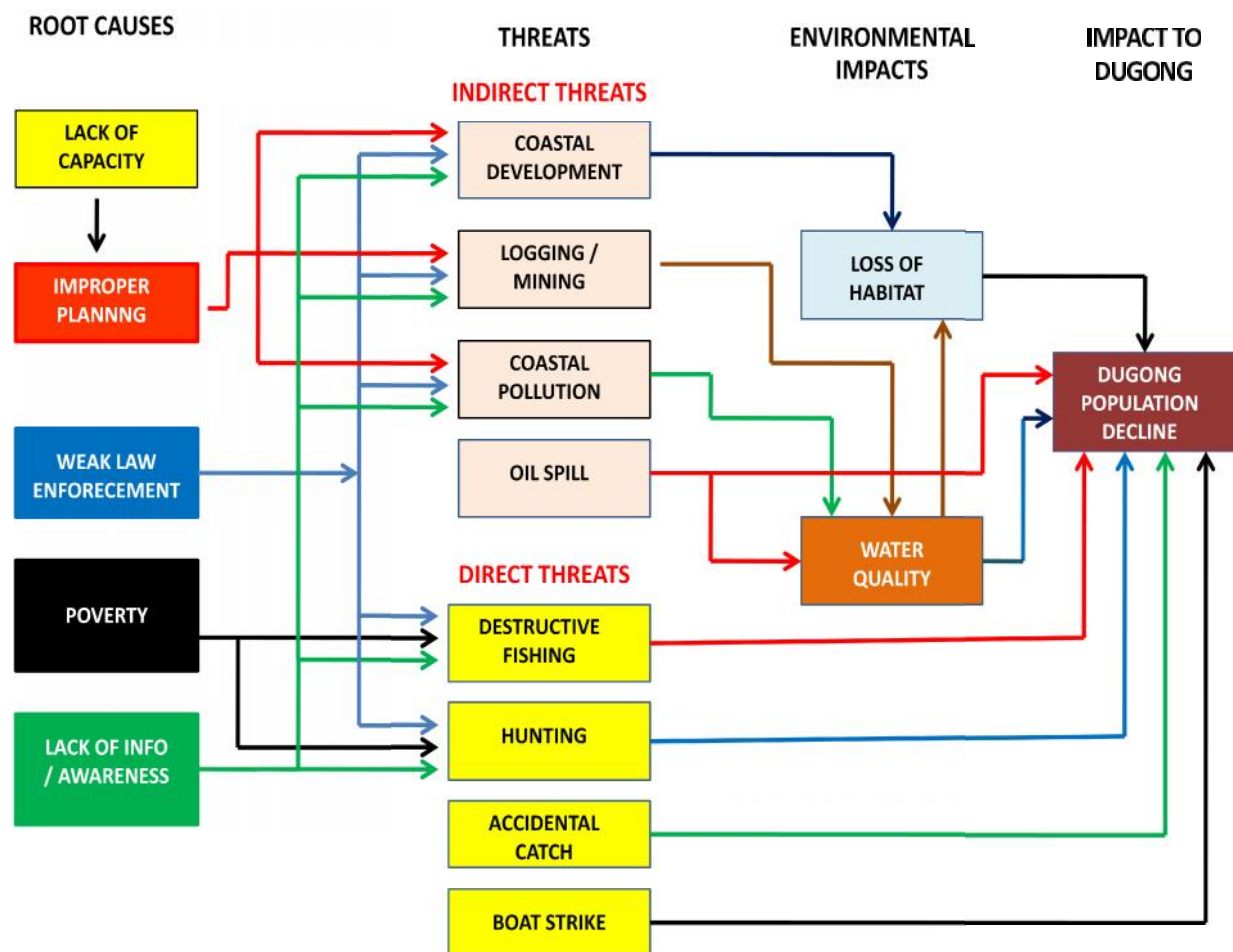 ROOT CAUSES
THREATS
ENVIRONMENTAL
IMPACTS
IMPACT TO
DUGONG
INDIRECT THREATS
LACK OF
CAPACITY
IMPROPER
PLANNNG
WEAK LAW
ENFORECEMENT
POVERTY
LACK OF INFO
/ AWARENESS
COASTAL
DEVELOPMENT
LOGGING /
MINING
COASTAL
POLLUTION
OIL SPILL
DIRECT THREATS
DESTRUCTIVE
FISHING
HUNTING
ACCIDENTAL
CATCH
BOAT STRIKE
LOSS OF
HABITAT
WATER
QUALITY
DUGONG
POPULATION
DECLINE